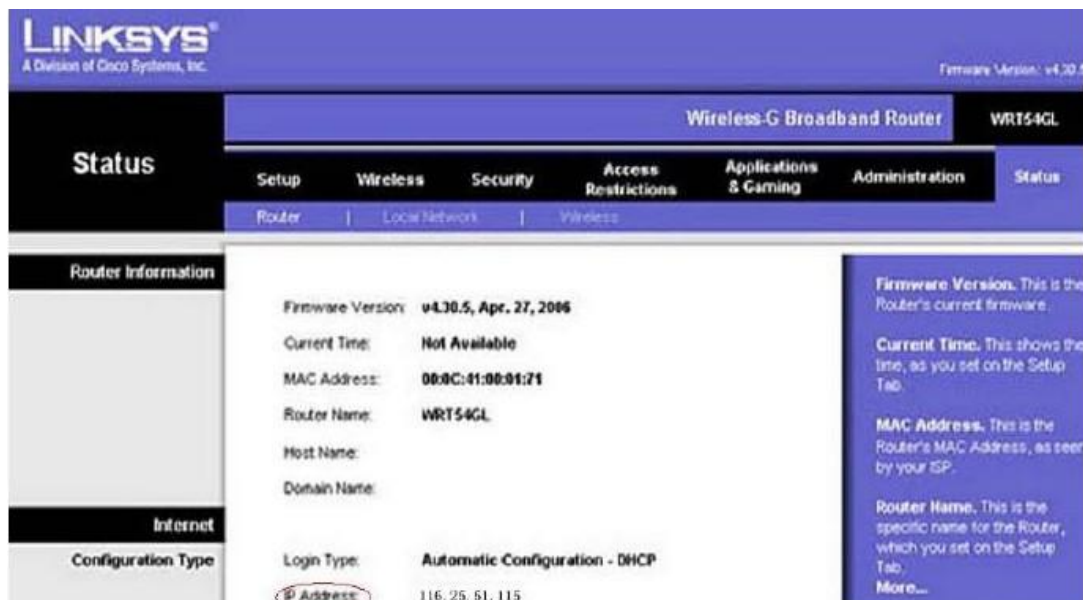 LINKSYS®
A Division of Cisco Systems, Inc.
Firmware Version: v4.30.5
Wireless-G Broadband Router
WRT54GL
Status
Setup
Wireless
Security
Access Restrictions
Applications & Gaming
Administration
Status
Router | Local Network | Wireless
Router Information
Firmware Version: v4.30.5, Apr. 27, 2006
Current Time: Not Available
MAC Address: 00:0C:41:00:01:71
Router Name: WRT54GL
Host Name:
Domain Name:
Internet
Configuration Type
Login Type: Automatic Configuration - DHCP
IP Address: 116.25.51.115
Firmware Version. This is the
Router's current firmware.
Current Time. This shows the
time, as you set on the Setup
Tab.
MAC Address. This is the
Router's MAC Address, as seen
by your ISP.
Router Name. This is the
specific name for the Router,
which you set on the Setup
Tab.
More...